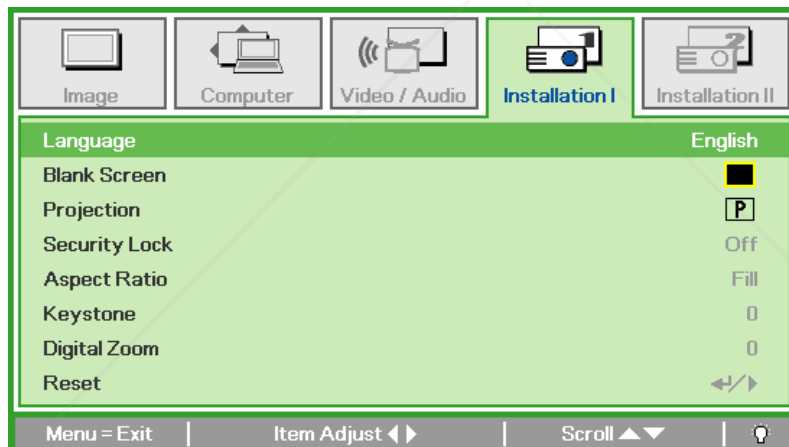 Image Computer Video / Audio Installation I Installation II
Language English
Blank Screen
Projection P
Security Lock Off
Aspect Ratio Fill
Keystone 0
Digital Zoom 0
Reset ↵/▶
Menu = Exit Item Adjust ◀▶ Scroll ▲▼